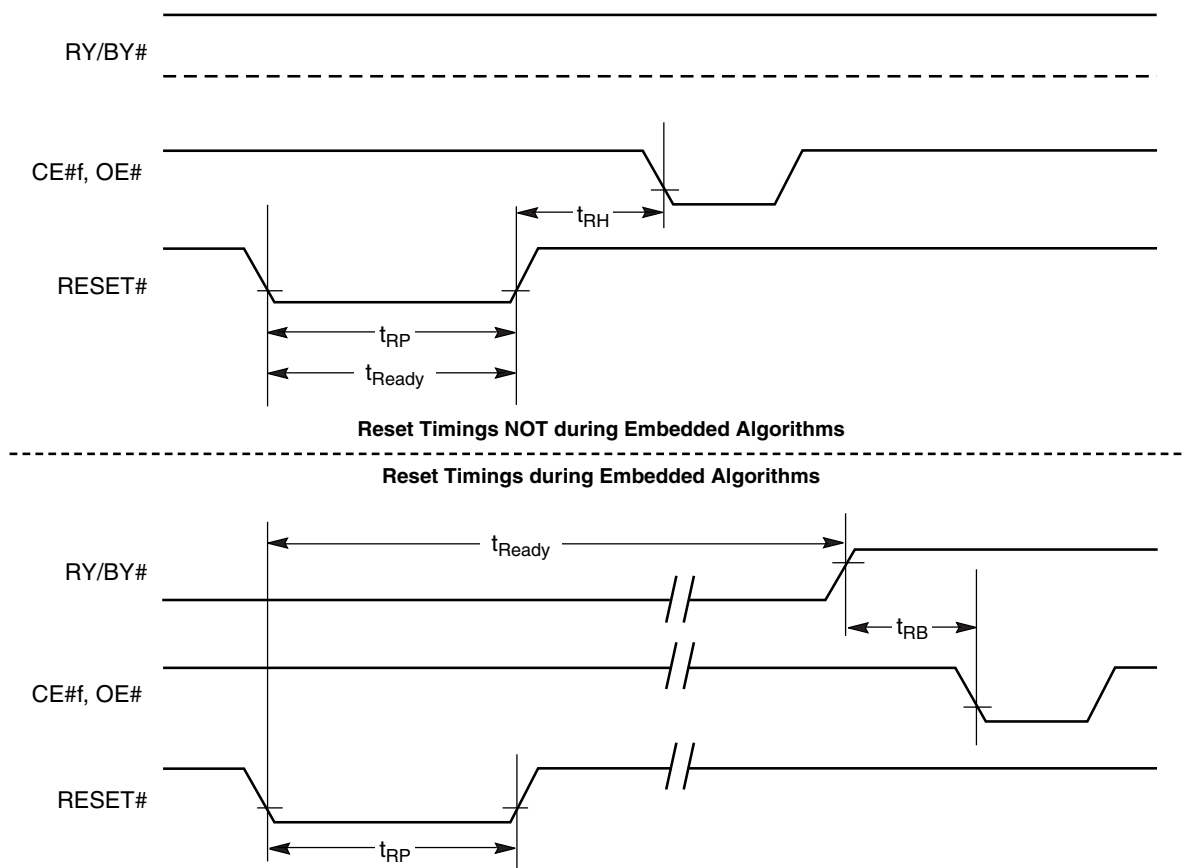 RY/BY#
CE#f, OE#
tRH
RESET#
tRP
tReady
Reset Timings NOT during Embedded Algorithms
Reset Timings during Embedded Algorithms
tReady
RY/BY#
tRB
CE#f, OE#
RESET#
tRP